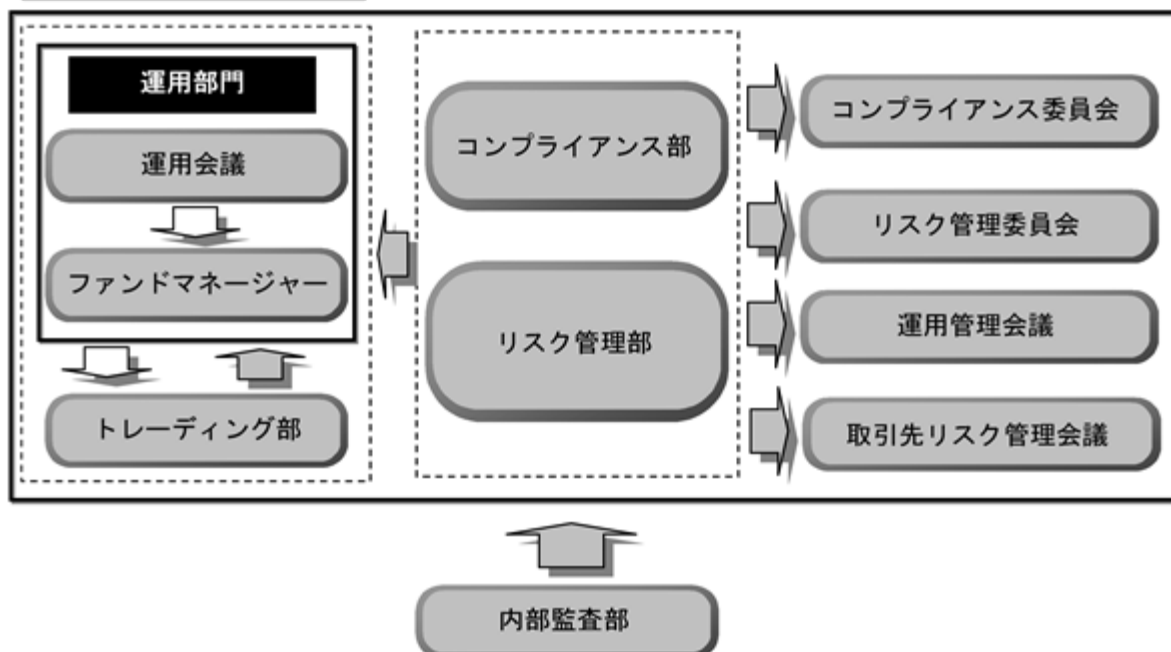 運用部門
運用会議
ファンドマネージャー
トレーディング部
コンプライアンス部
リスク管理部
コンプライアンス委員会
リスク管理委員会
運用管理会議
取引先リスク管理会議
内部監査部